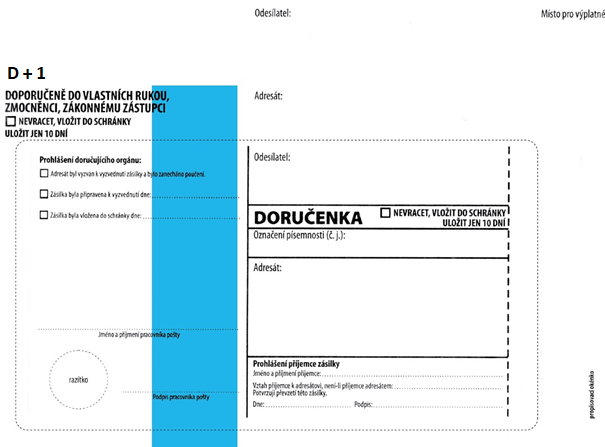 Odesílatel:
Místo pro výplatné
D + 1
DOPORUČENĚ DO VLASTNÍCH RUKOU,
ZMOCNĚNCI, ZÁKONNÉMU ZÁSTUPCI
NEVRACET, VLOŽIT DO SCHRÁNKY
ULOŽIT JEN 10 DNÍ
Adresát:
Prohlášení doručujícího orgánu:
Adresát byl vyzván k vyzvednutí zásilky a bylo zanecháno poučení.
Zásilka byla připravena k vyzvednutí dne:
Zásilka byla vložena do schránky dne:
Jméno a příjmení pracovníka pošty
razítko
Podpis pracovníka pošty
Odesílatel:
DORUČENKA
NEVRACET, VLOŽIT DO SCHRÁNKY
ULOŽIT JEN 10 DNÍ
Označení písemnosti (č. j.):
Adresát:
Prohlášení příjemce zásilky
Jméno a příjmení příjemce:
Vztah příjemce k adresátovi, není-li příjemce adresátem:
Potvrzuji převzetí této zásilky.
Dne: Podpis:
propisovací okénko